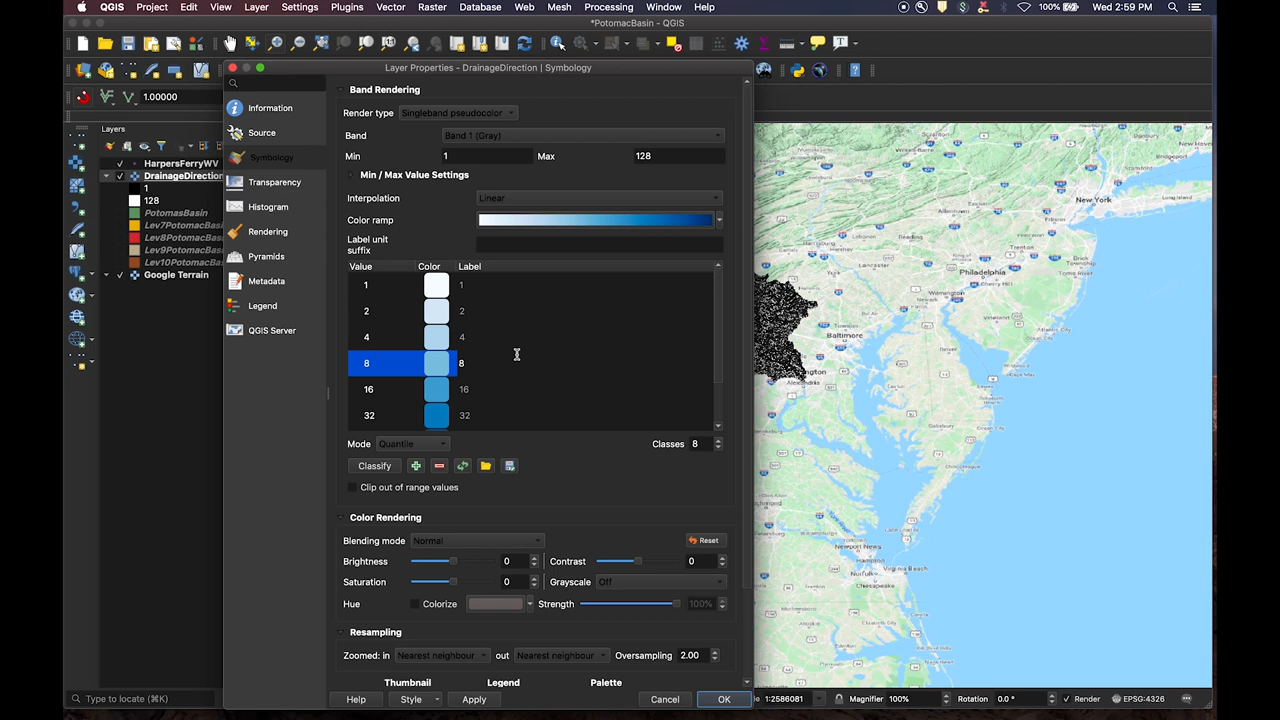 QGIS Project Edit View Layer Settings Plugins Vector Raster Database Web Mesh Processing Window Help 100% Wed 2:59 PM
*PotomacBasin - QGIS
Layer Properties - DrainageDirection | Symbology
1.00000
Layers
HarpersFerryWV
DrainageDirection
1
128
PotomasBasin
Lev7PotomacBas
Lev8PotomacBas
Lev9PotomacBas
Lev10PotomacBas
Google Terrain
Information
Source
Symbology
Transparency
Histogram
Rendering
Pyramids
Metadata
Legend
QGIS Server
Band Rendering
Render type Singleband pseudocolor
Band Band 1 (Gray)
Min 1 Max 128
Min / Max Value Settings
Interpolation Linear
Color ramp
Label unit
suffix
Value Color Label
1 1
2 2
4 4
8 8
16 16
32 32
Mode Quantile Classes 8
Classify
Clip out of range values
Color Rendering
Blending mode Normal Reset
Brightness 0 Contrast 0
Saturation 0 Grayscale Off
Hue Colorize Strength 100%
Resampling
Zoomed: in Nearest neighbour out Nearest neighbour Oversampling 2.00
Thumbnail Legend Palette
Help Style Apply Cancel OK
New York
Philadelphia
Baltimore
Alexandria
Newport News
Norfolk
Virginia Beach
Chesapeake
Type to locate (⌘K)
1:2586081 Magnifier 100% Rotation 0.0 ° Render EPSG:4326